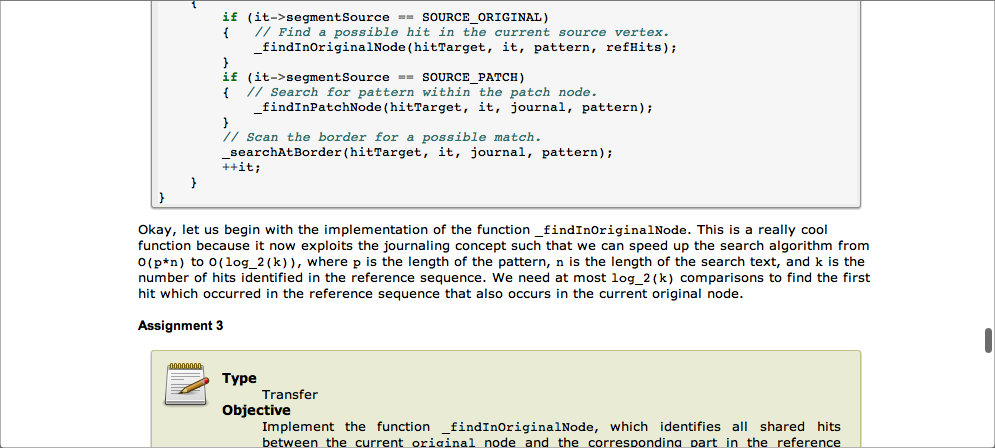 {
if (it->segmentSource == SOURCE_ORIGINAL)
{   // Find a possible hit in the current source vertex.
_findInOriginalNode(hitTarget, it, pattern, refHits);
}
if (it->segmentSource == SOURCE_PATCH)
{  // Search for pattern within the patch node.
_findInPatchNode(hitTarget, it, journal, pattern);
}
// Scan the border for a possible match.
_searchAtBorder(hitTarget, it, journal, pattern);
++it;
}
}
Okay, let us begin with the implementation of the function _findInOriginalNode. This is a really cool
function because it now exploits the journaling concept such that we can speed up the search algorithm from
O(p*n) to O(log_2(k)), where p is the length of the pattern, n is the length of the search text, and k is the
number of hits identified in the reference sequence. We need at most log_2(k) comparisons to find the first
hit which occurred in the reference sequence that also occurs in the current original node.
Assignment 3
Type
Transfer
Objective
Implement the function _findInOriginalNode, which identifies all shared hits
between the current original node and the corresponding part in the reference